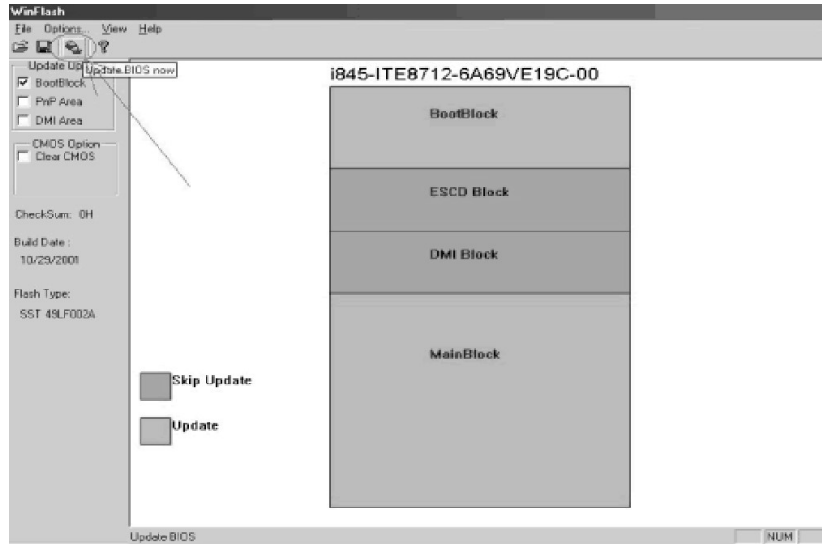 WinFlash
File Options... View Help
Update BIOS now
Update
BootBlock
PnP Area
DMI Area
CMOS Option
Clear CMOS
CheckSum: 0H
Build Date :
10/29/2001
Flash Type:
SST 49LF002A
i845-ITE8712-6A69VE19C-00
BootBlock
ESCD Block
DMI Block
MainBlock
Skip Update
Update
Update BIOS
NUM